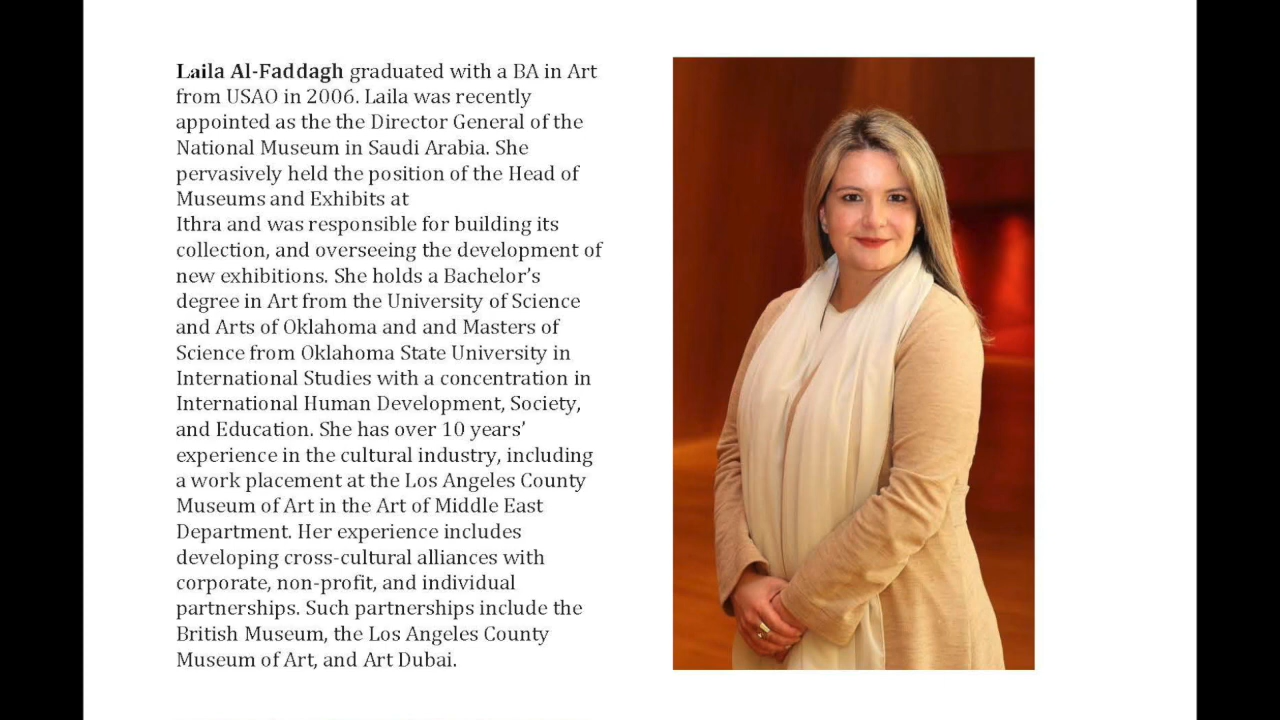 Laila Al-Faddagh graduated with a BA in Art
from USAO in 2006. Laila was recently
appointed as the the Director General of the
National Museum in Saudi Arabia. She
pervasively held the position of the Head of
Museums and Exhibits at
Ithra and was responsible for building its
collection, and overseeing the development of
new exhibitions. She holds a Bachelor’s
degree in Art from the University of Science
and Arts of Oklahoma and and Masters of
Science from Oklahoma State University in
International Studies with a concentration in
International Human Development, Society,
and Education. She has over 10 years’
experience in the cultural industry, including
a work placement at the Los Angeles County
Museum of Art in the Art of Middle East
Department. Her experience includes
developing cross-cultural alliances with
corporate, non-profit, and individual
partnerships. Such partnerships include the
British Museum, the Los Angeles County
Museum of Art, and Art Dubai.